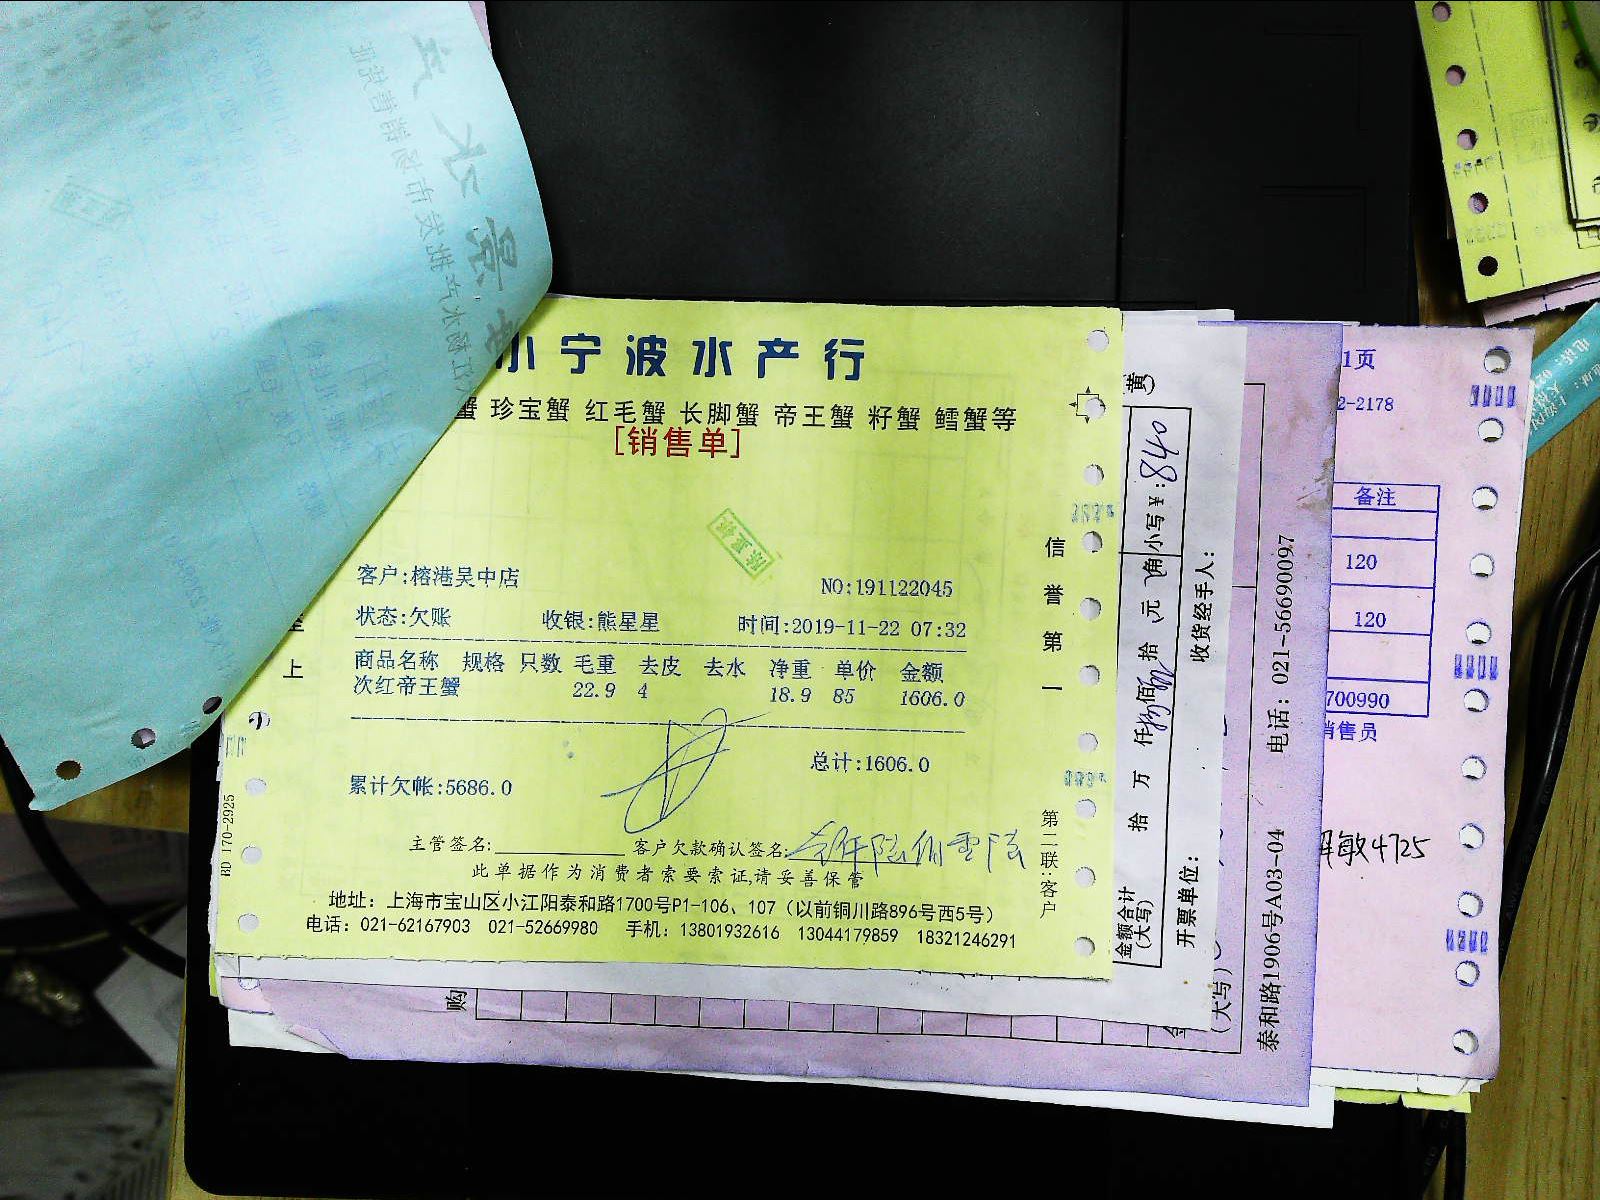 小宁波水产行
蟹 珍宝蟹 红毛蟹 长脚蟹 帝王蟹 籽蟹 鳕蟹等
[销售单]
客户:榕港吴中店
NO:191122045
状态:欠账 收银:熊星星 时间:2019-11-22 07:32
商品名称 规格 只数 毛重 去皮 去水 净重 单价 金额
次红帝王蟹 22.9 4 18.9 85 1606.0
总计:1606.0
累计欠帐:5686.0
主管签名: 客户欠款确认签名:
此单据作为消费者索要索证,请妥善保管
地址：上海市宝山区小江阳泰和路1700号P1-106、107（以前铜川路896号西5号）
电话：021-62167903 021-52669980 手机：13801932616 13044179859 18321246291
上
信誉第一
第二联:客户
BD 170-2925
黄
金额合计
(大写) 拾 万 仟 佰 拾 元 角 小写￥: 840
开票单位： 收货经手人：
购
(大写)
泰和路1906号A03-04 电话：021-56690097
1页
2-2178
备注
120
120
700990
销售员
敏4725